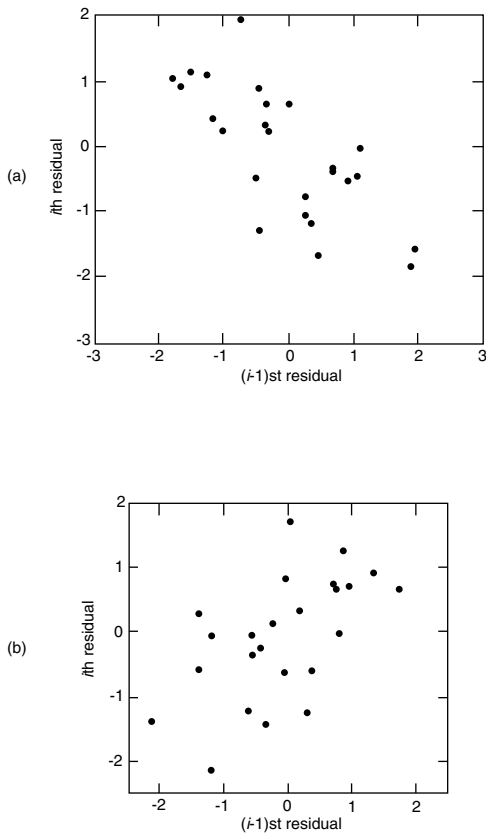 (a)
ith residual
2
1
0
-1
-2
-3
-3 -2 -1 0 1 2 3
(i-1)st residual
(b)
ith residual
2
1
0
-1
-2
-2 -1 0 1 2
(i-1)st residual